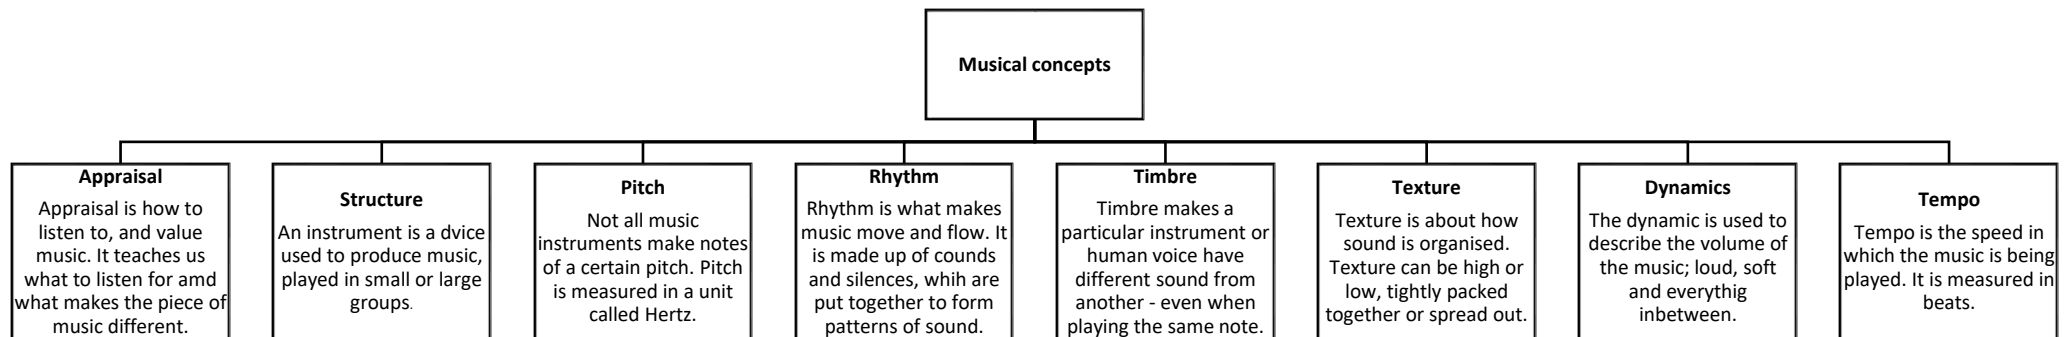 Musical concepts
Appraisal
Appraisal is how to
listen to, and value
music. It teaches us
what to listen for amd
what makes the piece of
music different.
Structure
An instrument is a dvice
used to produce music,
played in small or large
groups.
Pitch
Not all music
instruments make notes
of a certain pitch. Pitch
is measured in a unit
called Hertz.
Rhythm
Rhythm is what makes
music move and flow. It
is made up of counds
and silences, whih are
put together to form
patterns of sound.
Timbre
Timbre makes a
particular instrument or
human voice have
different sound from
another - even when
playing the same note.
Texture
Texture is about how
sound is organised.
Texture can be high or
low, tightly packed
together or spread out.
Dynamics
The dynamic is used to
describe the volume of
the music; loud, soft
and everythig
inbetween.
Tempo
Tempo is the speed in
which the music is being
played. It is measured in
beats.